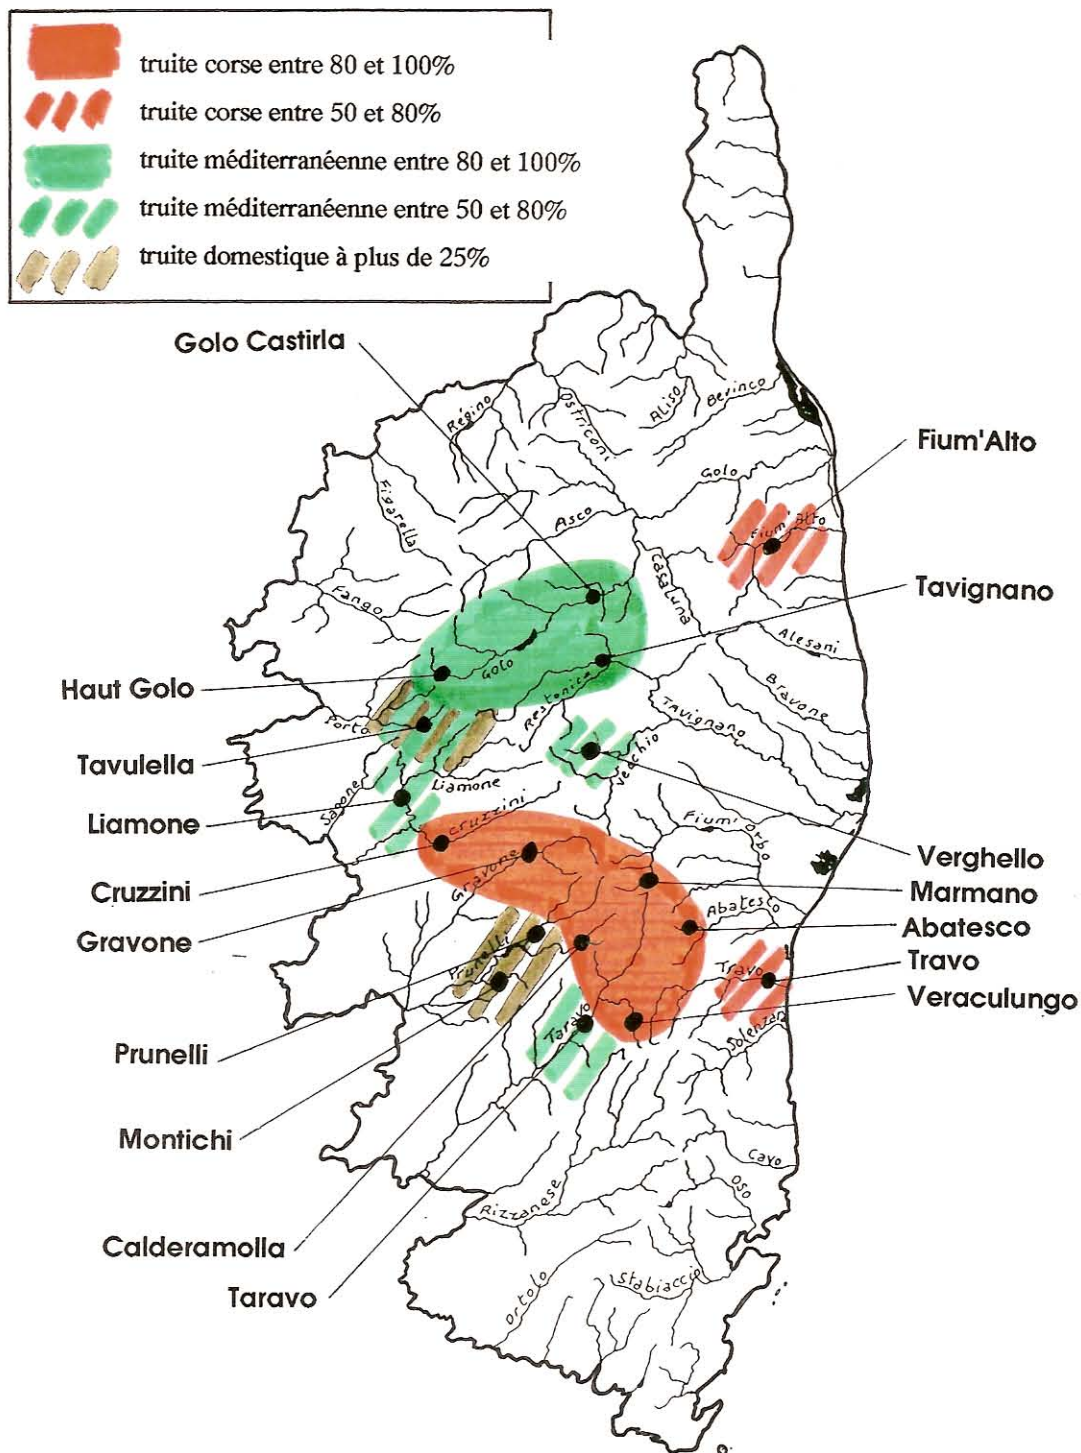 truite corse entre 80 et 100%
truite corse entre 50 et 80%
truite méditerranéenne entre 80 et 100%
truite méditerranéenne entre 50 et 80%
truite domestique à plus de 25%
Golo Castirla
Fium'Alto
Tavignano
Haut Golo
Tavulella
Liamone
Cruzzini
Gravone
Prunelli
Montichi
Calderamolla
Taravo
Verghello
Marmano
Abatesco
Travo
Veraculungo
Régino
Ostriconi
Aliso
Bevinco
Golo
Figarella
Asco
Fium' Alto
Casaluna
Fango
Alesani
Golo
Restonica
Bravone
Porto
Tavignano
Vecchio
Liamone
Sagone
Cruzzini
Fium' Orbo
Gravone
Abatesco
Prunelli
Travo
Taravo
Solenzara
Cavo
Oso
Rizzanese
Stabiaccio
Ortolo